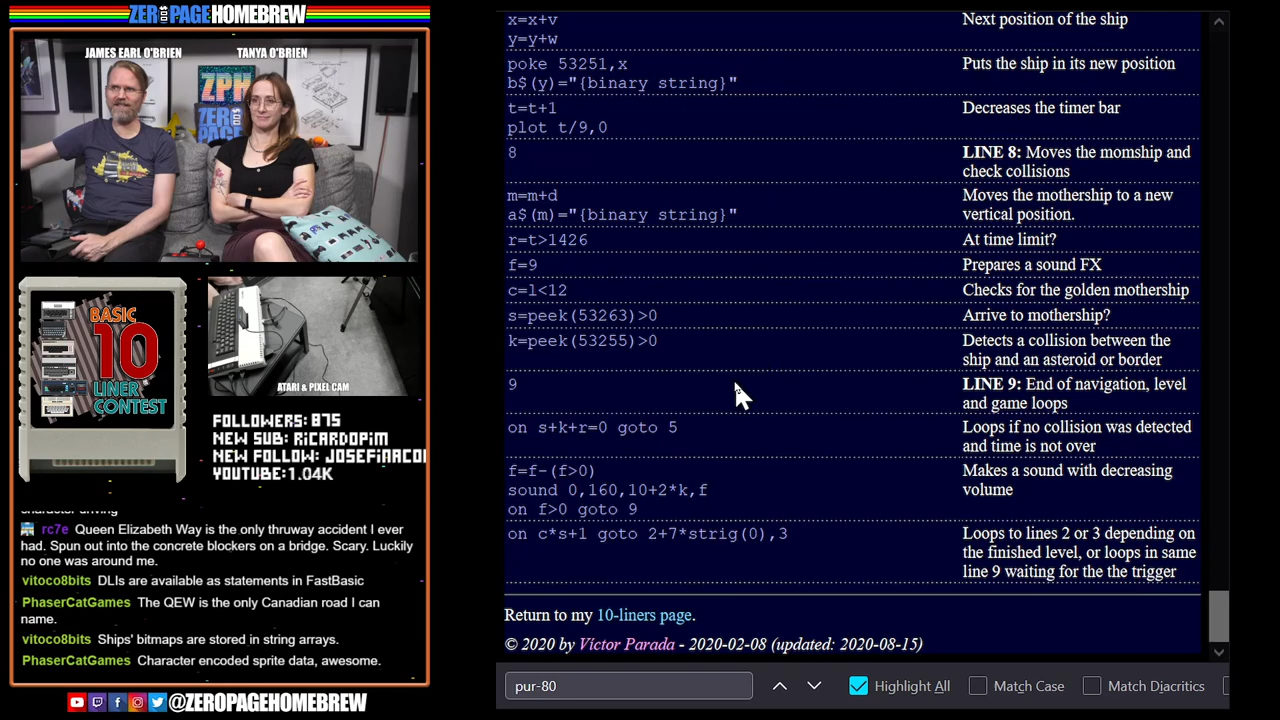 ZERO PAGE HOMEBREW
JAMES EARL O'BRIEN
TANYA O'BRIEN
ZPH
ZERO
PAGE
BASIC
10
LINER
CONTEST
ATARI & PIXEL CAM
FOLLOWERS: 875
NEW SUB: RICARDOPIM
NEW FOLLOW: JOSEFINACOR
YOUTUBE: 1.04K
character driving
rc7e Queen Elizabeth Way is the only thruway accident I ever
had. Spun out into the concrete blockers on a bridge. Scary. Luckily
no one was around me.
vitoco8bits DLIs are available as statements in FastBasic
PhaserCatGames The QEW is the only Canadian road I can
name.
vitoco8bits Ships' bitmaps are stored in string arrays.
PhaserCatGames Character encoded sprite data, awesome.
@ZEROPAGEHOMEBREW
x=x+v Next position of the ship
y=y+w
poke 53251,x Puts the ship in its new position
b$(y)="{binary string}"
t=t+1 Decreases the timer bar
plot t/9,0
8 LINE 8: Moves the momship and
check collisions
m=m+d Moves the mothership to a new
a$(m)="{binary string}" vertical position.
r=t>1426 At time limit?
f=9 Prepares a sound FX
c=l<12 Checks for the golden mothership
s=peek(53263)>0 Arrive to mothership?
k=peek(53255)>0 Detects a collision between the
ship and an asteroid or border
9 LINE 9: End of navigation, level
and game loops
on s+k+r=0 goto 5 Loops if no collision was detected
and time is not over
f=f-(f>0) Makes a sound with decreasing
sound 0,160,10+2*k,f volume
on f>0 goto 9
on c*s+1 goto 2+7*strig(0),3 Loops to lines 2 or 3 depending on
the finished level, or loops in same
line 9 waiting for the the trigger
Return to my 10-liners page.
© 2020 by Víctor Parada - 2020-02-08 (updated: 2020-08-15)
pur-80
Highlight All
Match Case
Match Diacritics